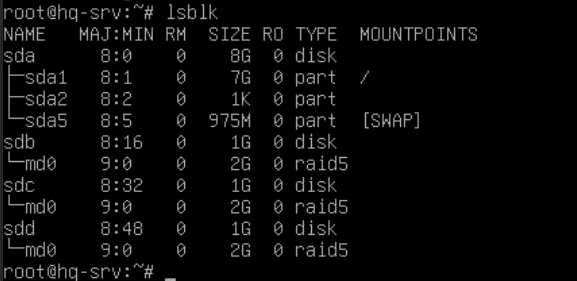 root@hq-srv:~# lsblk
NAME   MAJ:MIN RM  SIZE RO TYPE  MOUNTPOINTS
sda      8:0    0    8G  0 disk
├─sda1   8:1    0    7G  0 part  /
├─sda2   8:2    0    1K  0 part
└─sda5   8:5    0  975M  0 part  [SWAP]
sdb      8:16   0    1G  0 disk
└─md0    9:0    0    2G  0 raid5
sdc      8:32   0    1G  0 disk
└─md0    9:0    0    2G  0 raid5
sdd      8:48   0    1G  0 disk
└─md0    9:0    0    2G  0 raid5
root@hq-srv:~# _